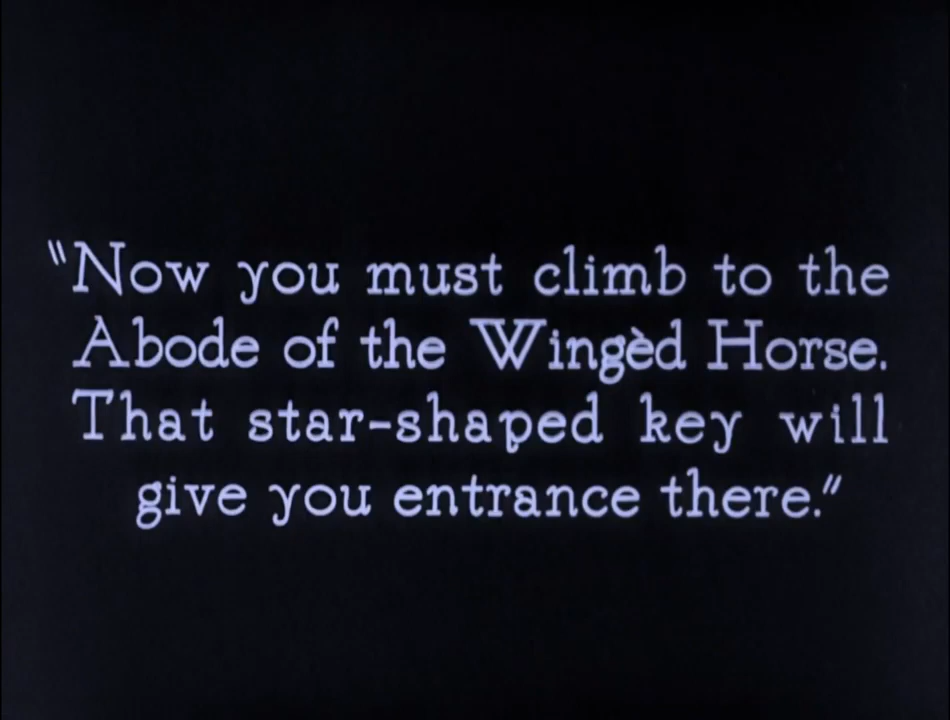 "Now you must climb to the
Abode of the Wingèd Horse.
That star-shaped key will
give you entrance there."